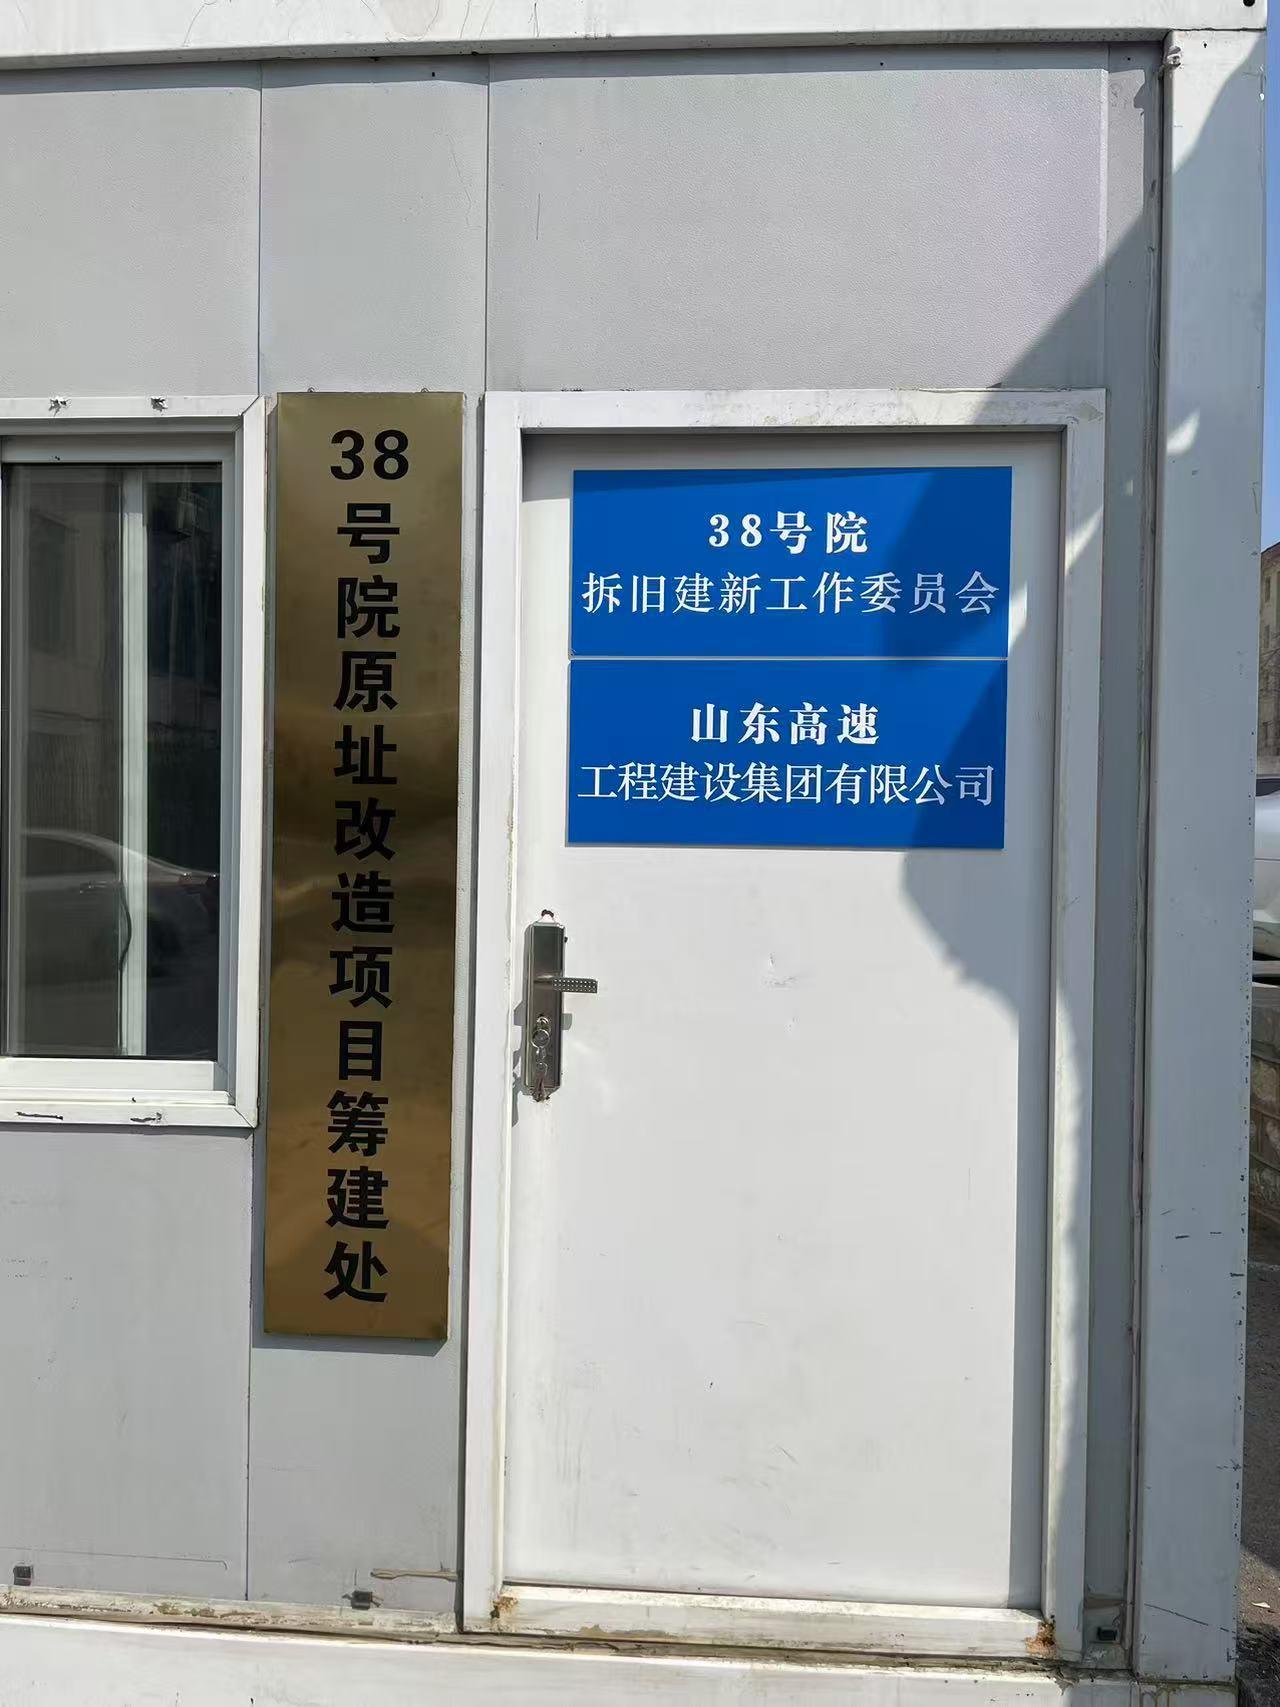 38号院原址改造项目筹建处
38号院
拆旧建新工作委员会
山东高速
工程建设集团有限公司